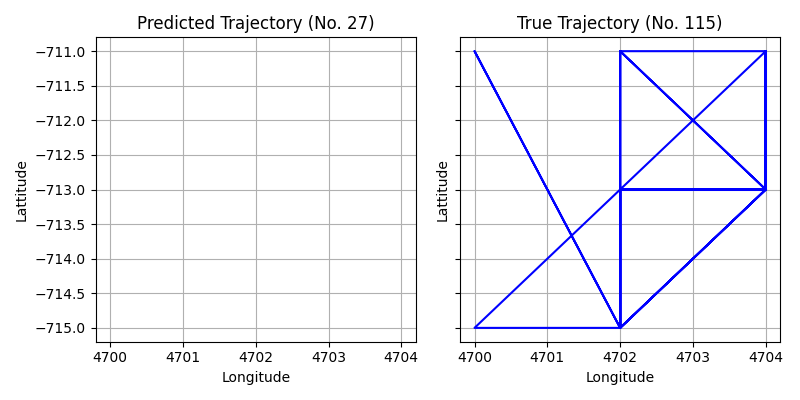 Predicted Trajectory (No. 27)
−711.0
−711.5
−712.0
−712.5
−713.0
−713.5
−714.0
−714.5
−715.0
Lattitude
4700 4701 4702 4703 4704
Longitude
True Trajectory (No. 115)
Lattitude
4700 4701 4702 4703 4704
Longitude